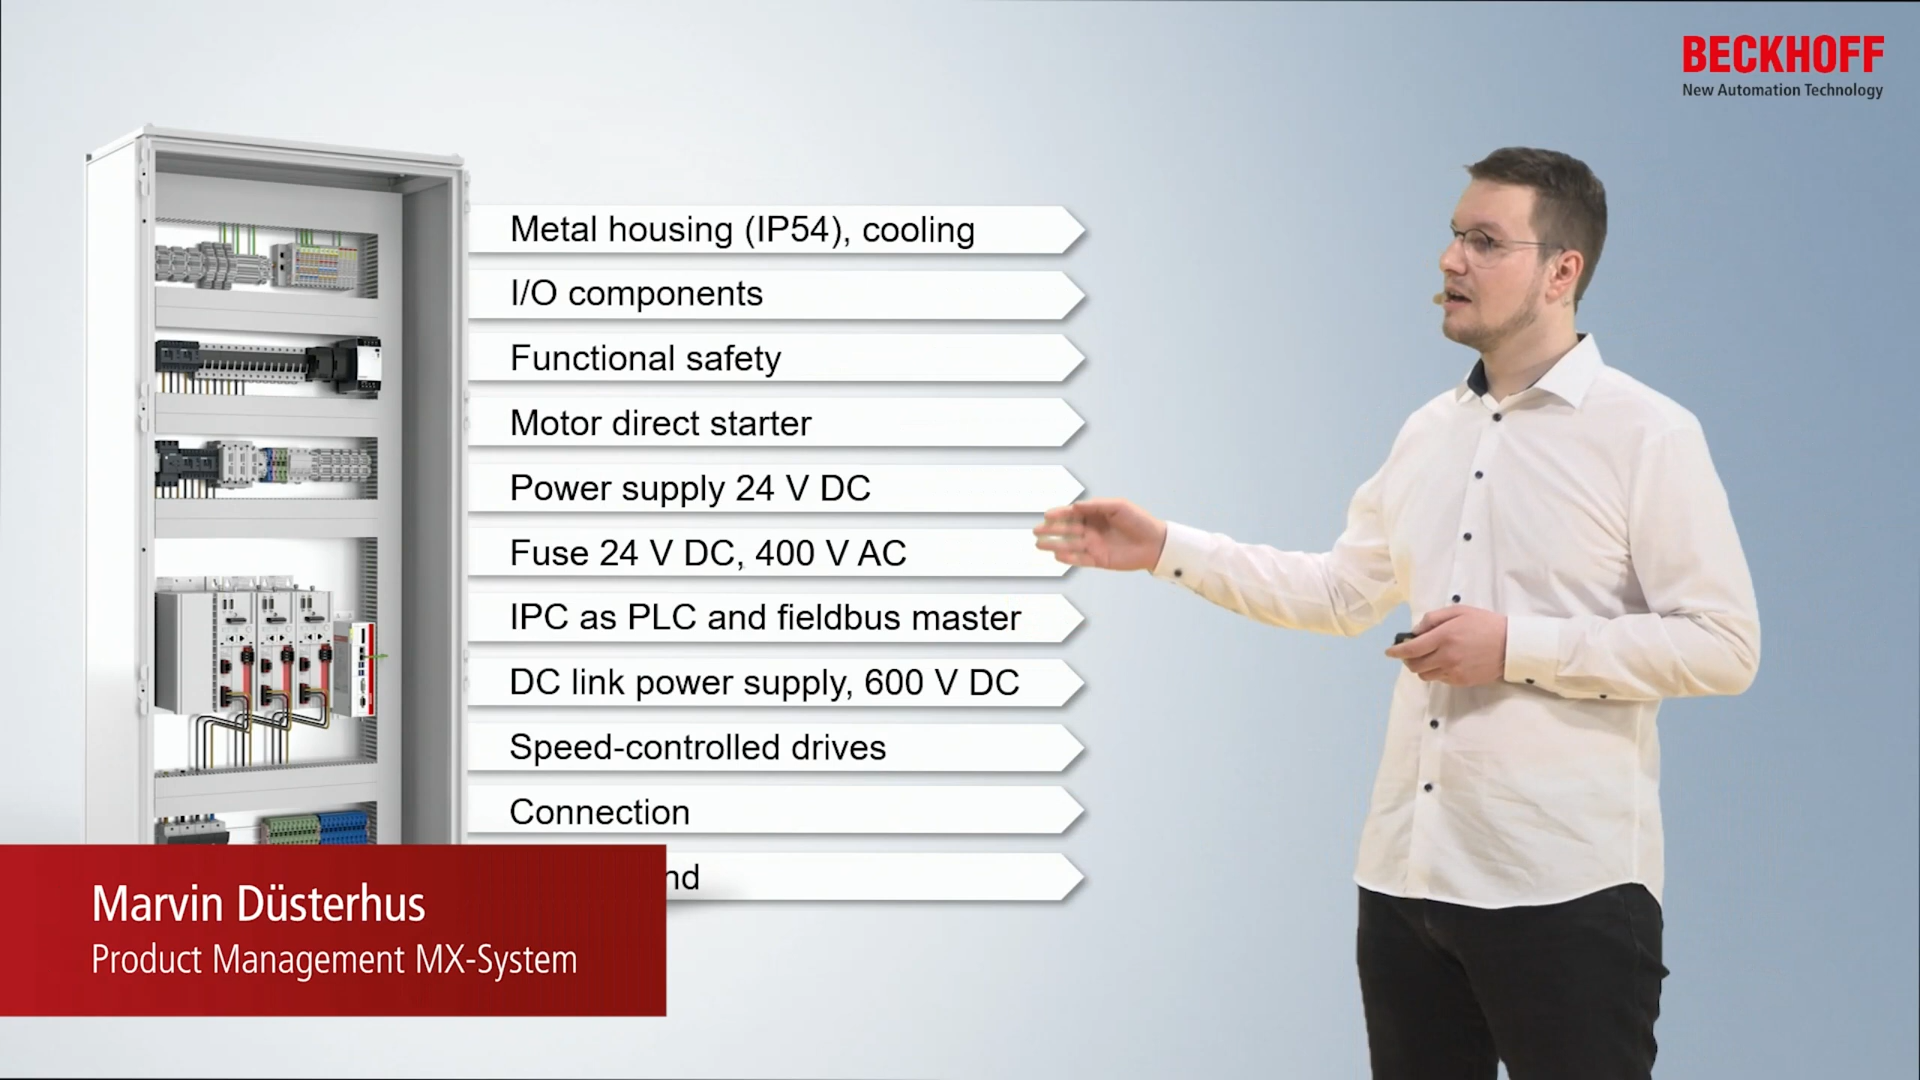 BECKHOFF
New Automation Technology
Metal housing (IP54), cooling
I/O components
Functional safety
Motor direct starter
Power supply 24 V DC
Fuse 24 V DC, 400 V AC
IPC as PLC and fieldbus master
DC link power supply, 600 V DC
Speed-controlled drives
Connection
Marvin Düsterhus
Product Management MX-System